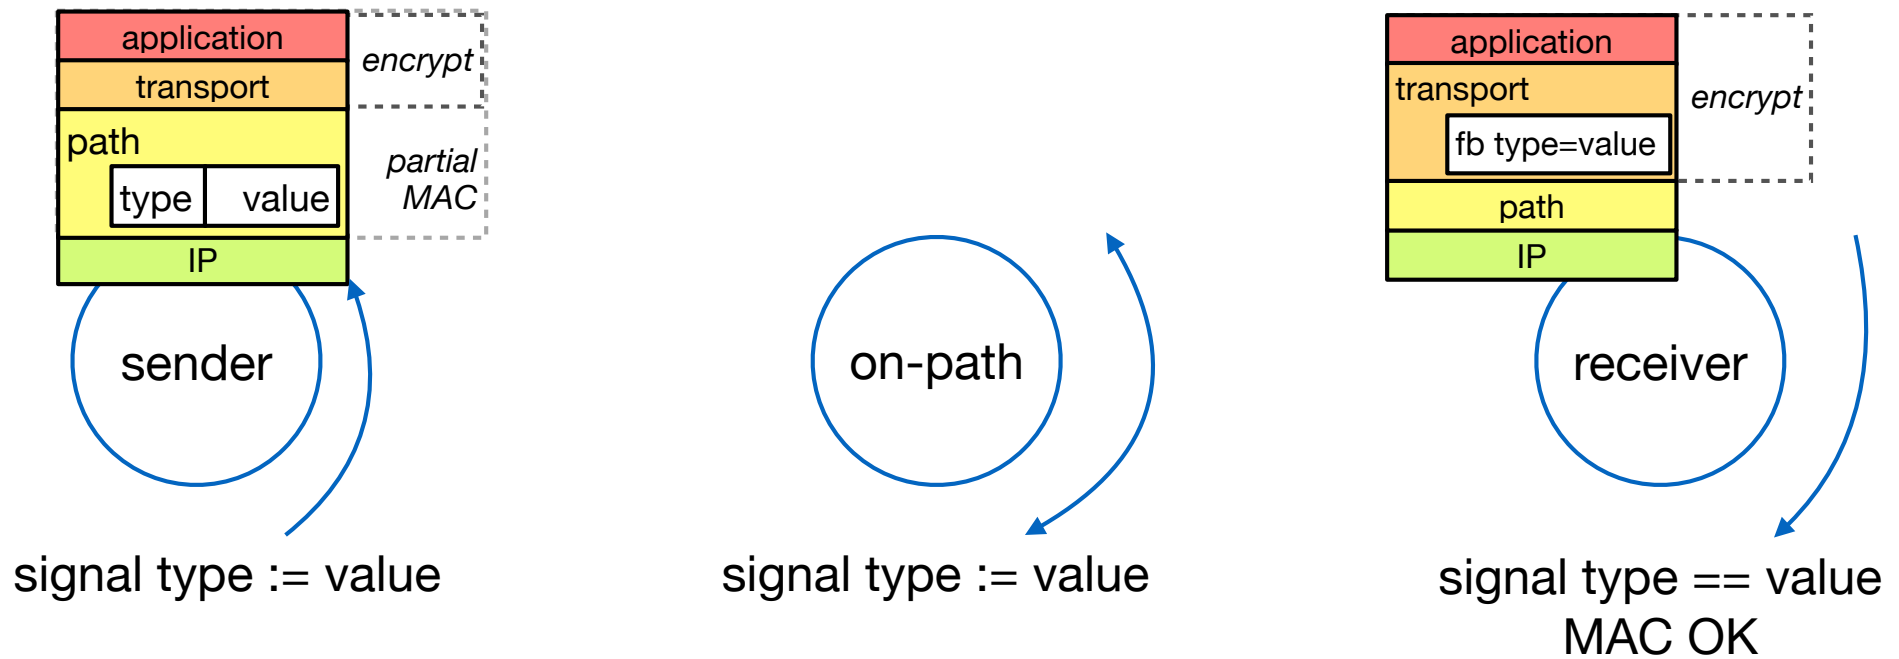 application
transport
encrypt
path
type value
partial
MAC
IP
sender
signal type := value
on-path
signal type := value
application
transport
fb type=value
encrypt
path
IP
receiver
signal type == value
MAC OK